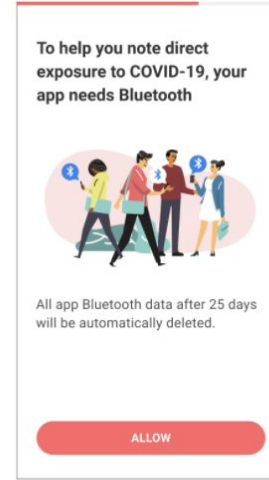 To help you note direct
exposure to COVID-19, your
app needs Bluetooth
All app Bluetooth data after 25 days
will be automatically deleted.
ALLOW